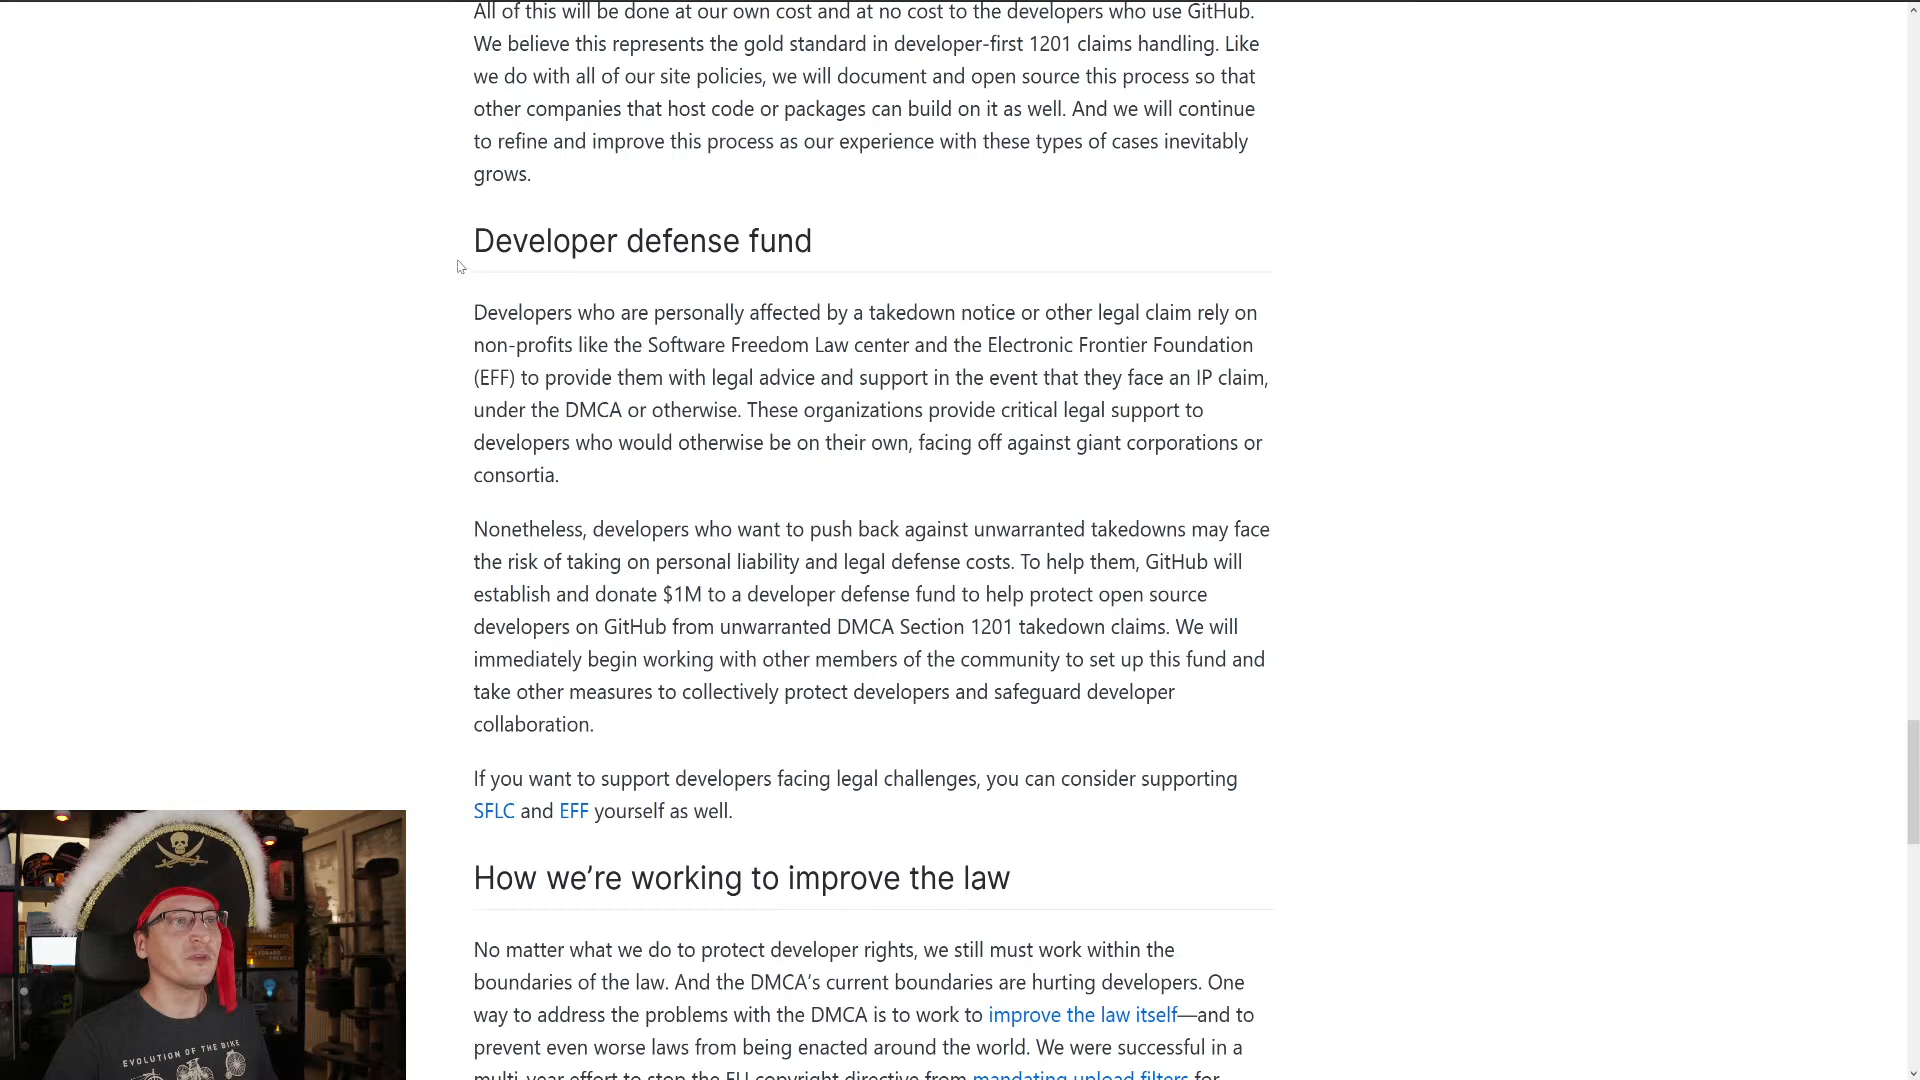 All of this will be done at our own cost and at no cost to the developers who use GitHub.
We believe this represents the gold standard in developer-first 1201 claims handling. Like
we do with all of our site policies, we will document and open source this process so that
other companies that host code or packages can build on it as well. And we will continue
to refine and improve this process as our experience with these types of cases inevitably
grows.
Developer defense fund
Developers who are personally affected by a takedown notice or other legal claim rely on
non-profits like the Software Freedom Law center and the Electronic Frontier Foundation
(EFF) to provide them with legal advice and support in the event that they face an IP claim,
under the DMCA or otherwise. These organizations provide critical legal support to
developers who would otherwise be on their own, facing off against giant corporations or
consortia.
Nonetheless, developers who want to push back against unwarranted takedowns may face
the risk of taking on personal liability and legal defense costs. To help them, GitHub will
establish and donate $1M to a developer defense fund to help protect open source
developers on GitHub from unwarranted DMCA Section 1201 takedown claims. We will
immediately begin working with other members of the community to set up this fund and
take other measures to collectively protect developers and safeguard developer
collaboration.
If you want to support developers facing legal challenges, you can consider supporting
SFLC and EFF yourself as well.
How we’re working to improve the law
No matter what we do to protect developer rights, we still must work within the
boundaries of the law. And the DMCA’s current boundaries are hurting developers. One
way to address the problems with the DMCA is to work to improve the law itself—and to
prevent even worse laws from being enacted around the world. We were successful in a
multi-year effort to stop the EU copyright directive from mandating upload filters for
EVOLUTION OF THE BIKE